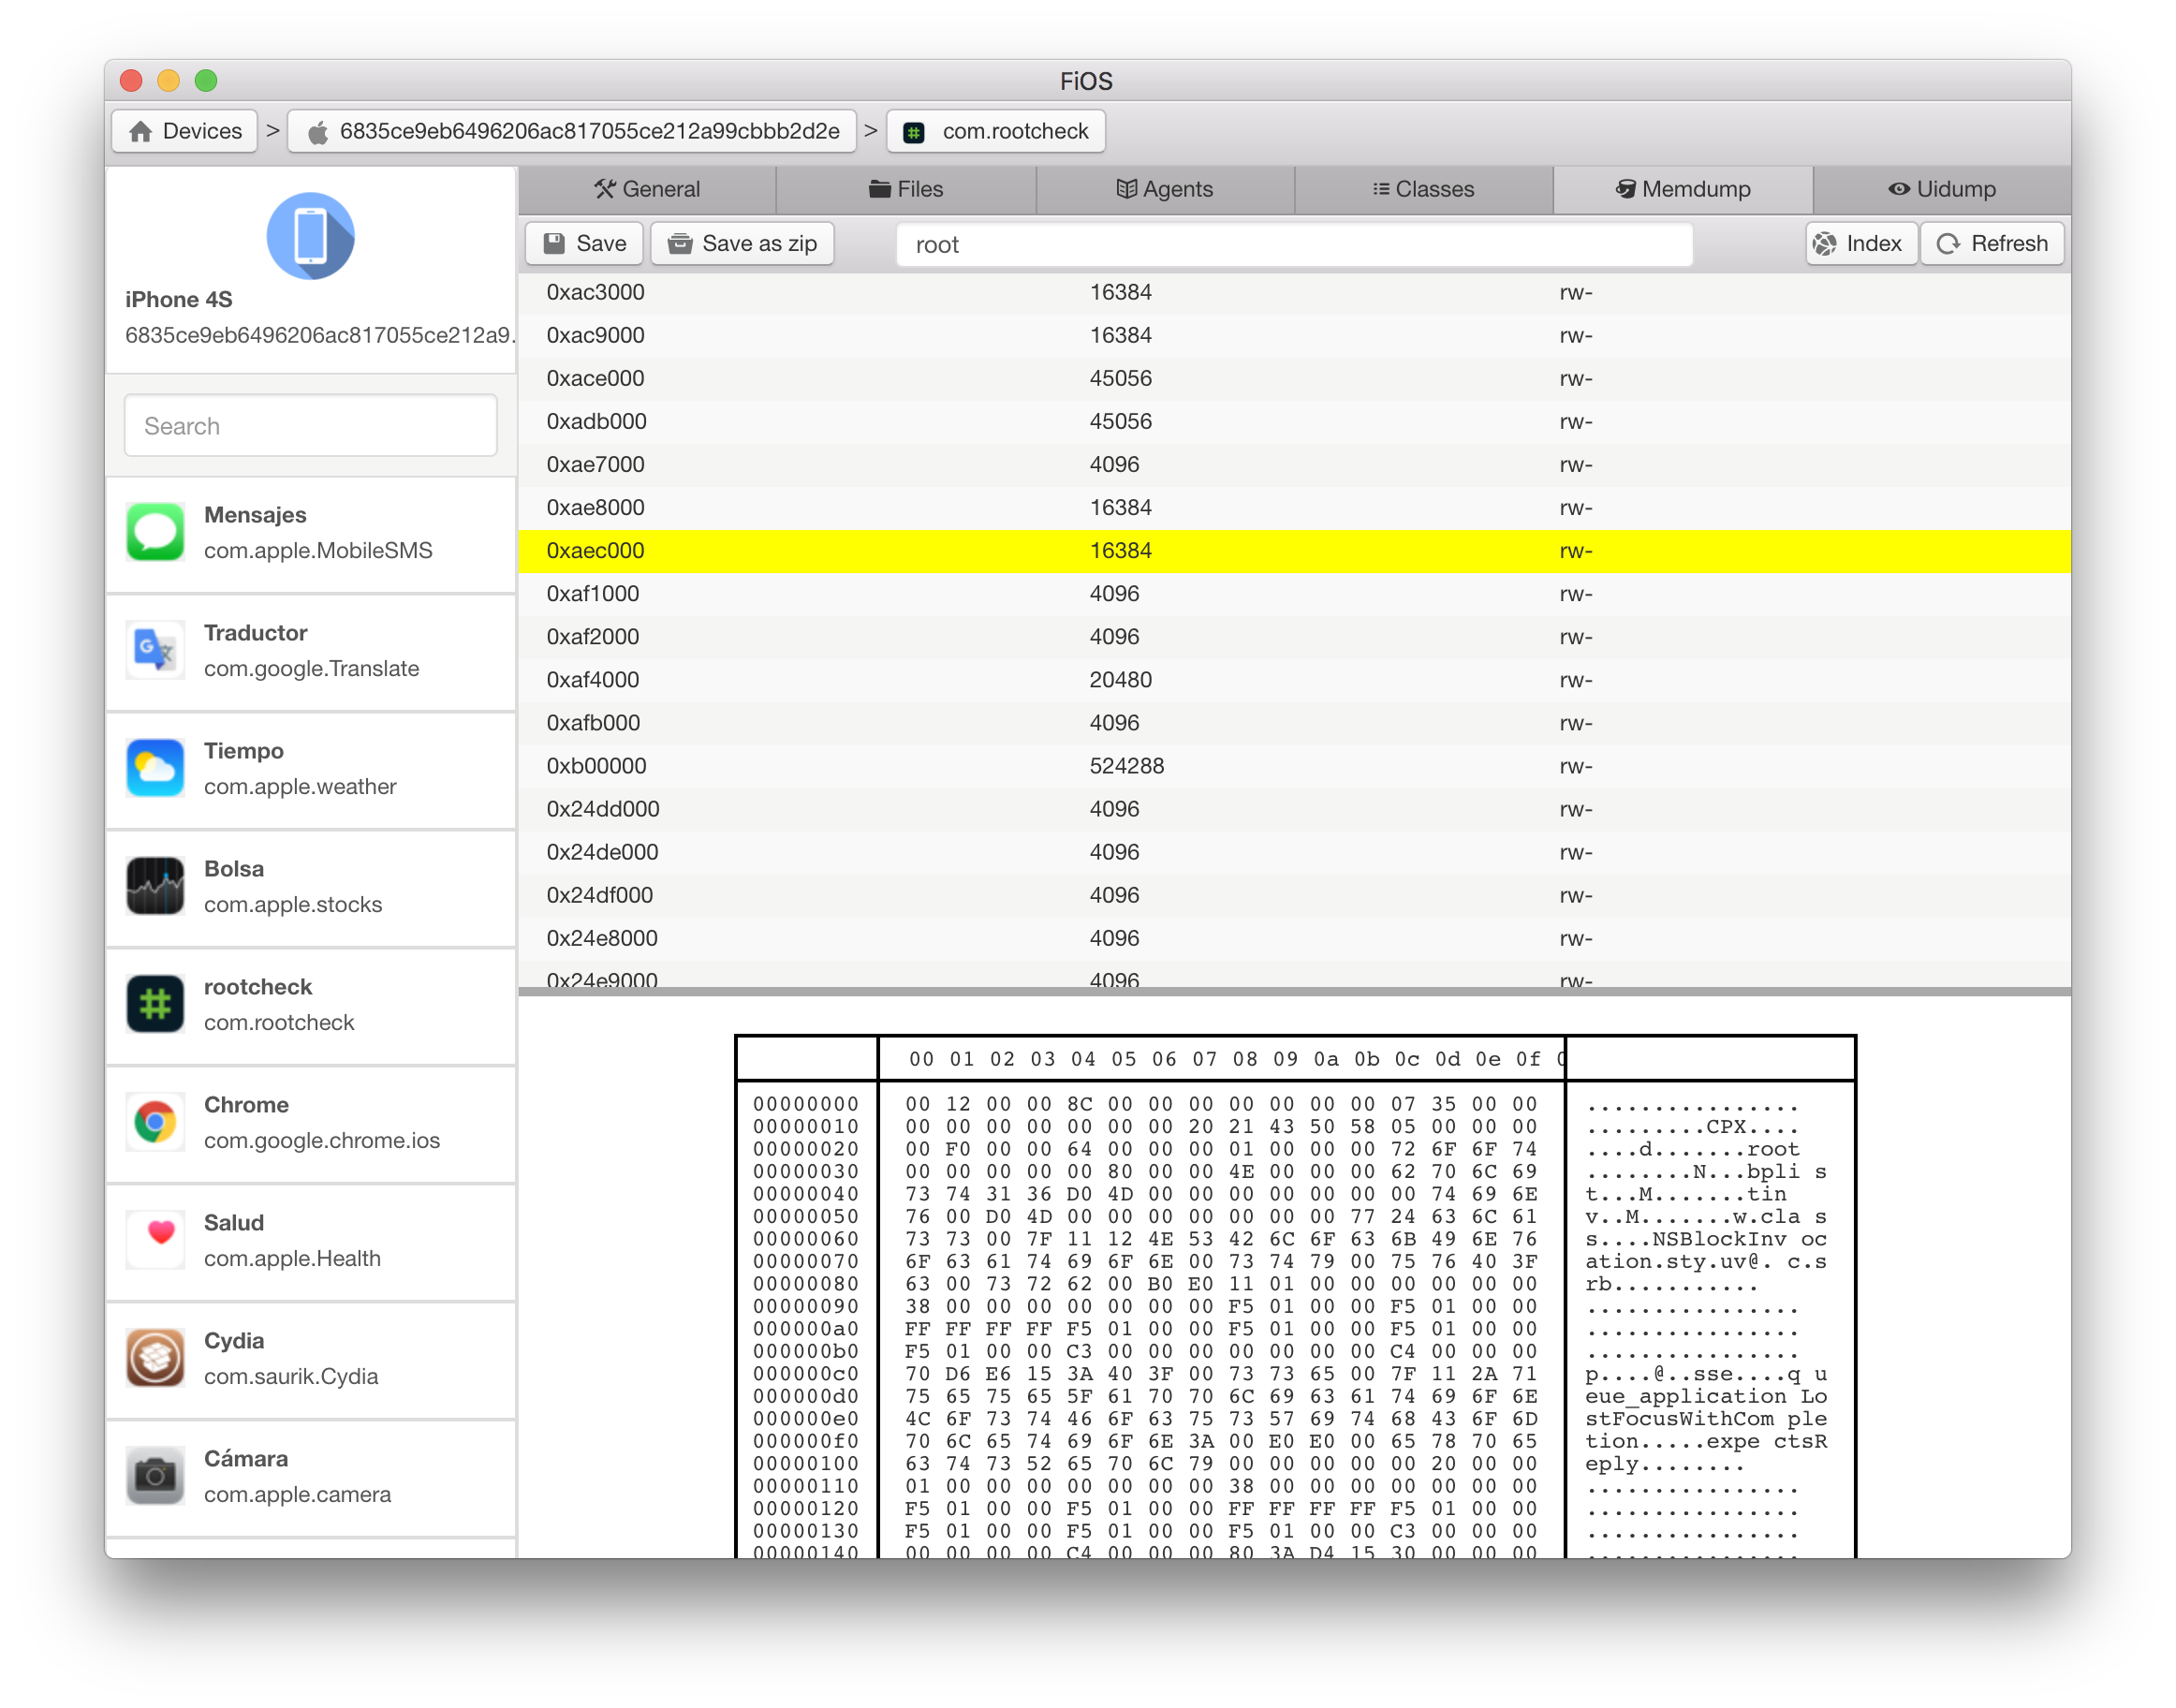 FiOS
Devices > 6835ce9eb6496206ac817055ce212a99cbbb2d2e > com.rootcheck
General Files Agents Classes Memdump Uidump
Save Save as zip root Index Refresh
iPhone 4S
6835ce9eb6496206ac817055ce212a9.
Search
Mensajes
com.apple.MobileSMS
Traductor
com.google.Translate
Tiempo
com.apple.weather
Bolsa
com.apple.stocks
rootcheck
com.rootcheck
Chrome
com.google.chrome.ios
Salud
com.apple.Health
Cydia
com.saurik.Cydia
Cámara
com.apple.camera
0xac3000 16384 rw-
0xac9000 16384 rw-
0xace000 45056 rw-
0xadb000 45056 rw-
0xae7000 4096 rw-
0xae8000 16384 rw-
0xaec000 16384 rw-
0xaf1000 4096 rw-
0xaf2000 4096 rw-
0xaf4000 20480 rw-
0xafb000 4096 rw-
0xb00000 524288 rw-
0x24dd000 4096 rw-
0x24de000 4096 rw-
0x24df000 4096 rw-
0x24e8000 4096 rw-
0x24e9000 4096 rw-
00 01 02 03 04 05 06 07 08 09 0a 0b 0c 0d 0e 0f
00000000 00 12 00 00 8C 00 00 00 00 00 00 00 07 35 00 00 ................
00000010 00 00 00 00 00 00 00 20 21 43 50 58 05 00 00 00 .........CPX....
00000020 00 F0 00 00 64 00 00 00 01 00 00 00 72 6F 6F 74 ....d.......root
00000030 00 00 00 00 00 80 00 00 4E 00 00 00 62 70 6C 69 ........N...bpli s
00000040 73 74 31 36 D0 4D 00 00 00 00 00 00 00 74 69 6E t...M.......tin
00000050 76 00 D0 4D 00 00 00 00 00 00 00 77 24 63 6C 61 v..M.......w.cla s
00000060 73 73 00 7F 11 12 4E 53 42 6C 6F 63 6B 49 6E 76 s....NSBlockInv oc
00000070 6F 63 61 74 69 6F 6E 00 73 74 79 00 75 76 40 3F ation.sty.uv@. c.s
00000080 63 00 73 72 62 00 B0 E0 11 01 00 00 00 00 00 00 rb...........
00000090 38 00 00 00 00 00 00 00 F5 01 00 00 F5 01 00 00 ................
000000a0 FF FF FF FF F5 01 00 00 F5 01 00 00 F5 01 00 00 ................
000000b0 F5 01 00 00 C3 00 00 00 00 00 00 00 C4 00 00 00 ................
000000c0 70 D6 E6 15 3A 40 3F 00 73 73 65 00 7F 11 2A 71 p....@..sse....q u
000000d0 75 65 75 65 5F 61 70 70 6C 69 63 61 74 69 6F 6E eue_application Lo
000000e0 4C 6F 73 74 46 6F 63 75 73 57 69 74 68 43 6F 6D stFocusWithCom ple
000000f0 70 6C 65 74 69 6F 6E 3A 00 E0 E0 00 65 78 70 65 tion.....expe ctsR
00000100 63 74 73 52 65 70 6C 79 00 00 00 00 00 20 00 00 eply........
00000110 01 00 00 00 00 00 00 00 38 00 00 00 00 00 00 00 ................
00000120 F5 01 00 00 F5 01 00 00 FF FF FF FF F5 01 00 00 ................
00000130 F5 01 00 00 F5 01 00 00 F5 01 00 00 C3 00 00 00 ................
00000140 00 00 00 00 C4 00 00 00 80 3A D4 15 30 00 00 00 ................